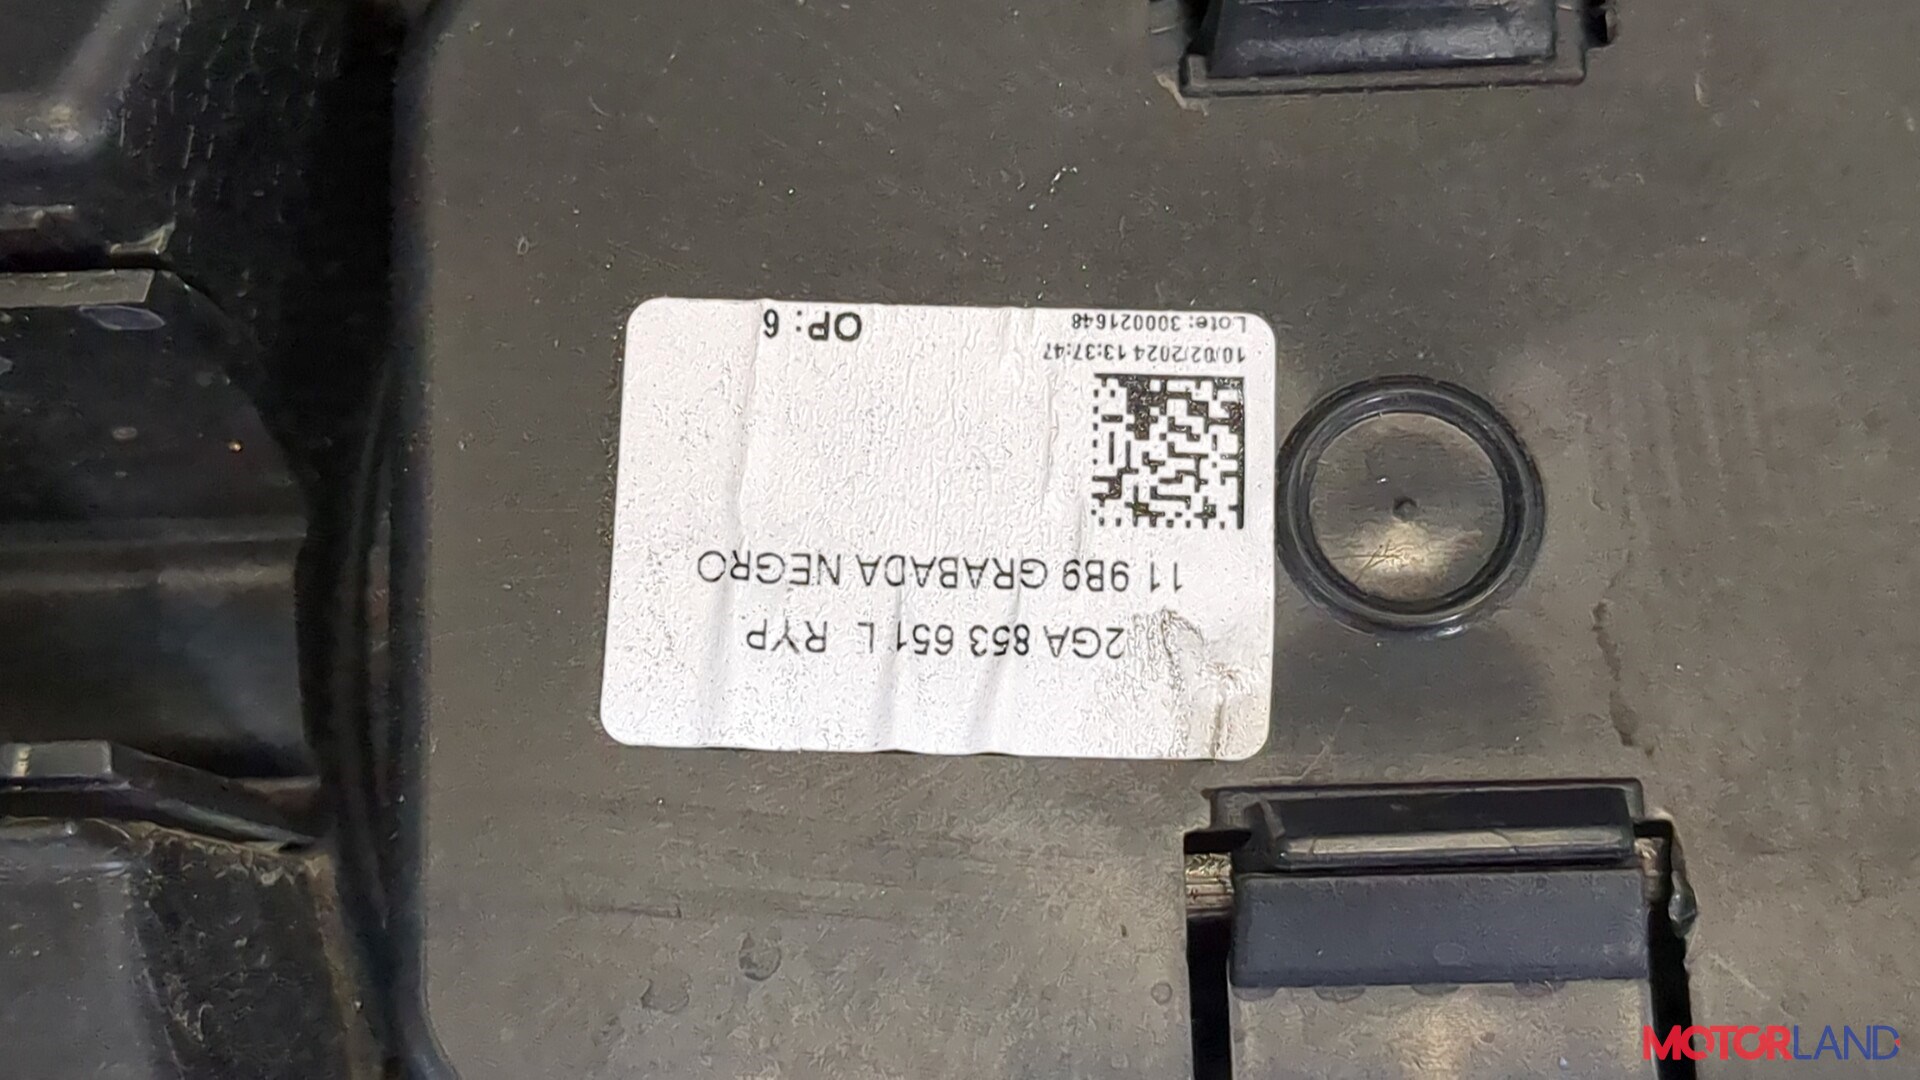 2GA 853 651 L RYP
11 9B9 GRABADA NEGRO
10/02/2024 13:37:47
Lote: 300021648
OP: 6
MOTORLAND